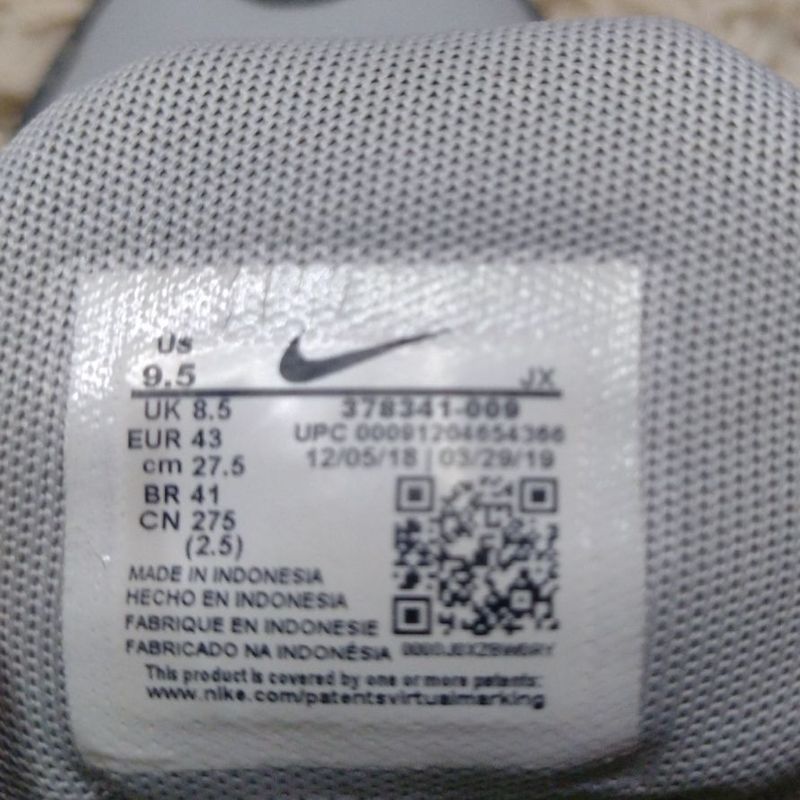 US
9.5
JX
UK 8.5
378341-009
EUR 43
UPC 00091204654366
cm 27.5
12/05/18 | 03/29/19
BR 41
CN 275
(2.5)
MADE IN INDONESIA
HECHO EN INDONESIA
FABRIQUE EN INDONESIE
FABRICADO NA INDONÉSIA
This product is covered by one or more patents:
www.nike.com/patentsvirtualmarking